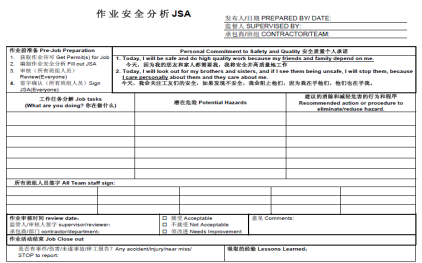 作业安全分析 JSA
发布人/日期 PREPARED BY/ DATE:
监督人 SUPERVISED BY:
承包商/班组 CONTRACTOR/TEAM:
作业前准备 Pre-Job Preparation
1. 获取作业许可 Get Permit(s) for Job
2. 编制作业安全分析 Fill out JSA
3. 审核（所有班组人员）
Review(Everyone)
4. 签字确认（所有班组人员） Sign
JSA(Everyone)
Personal Commitment to Safety and Quality 安全质量个人承诺
1. Today, I will be safe and do high quality work because my friends and family depend on me.
今天，因为我的朋友和家人都需要我，我将安全并高质量地工作
2. Today, I will look out for my brothers and sisters, and if I see them being unsafe, I will stop them, because
I care personally about them and they care about me.
今天，我会关注工友们的安全，如果发现不安全，我会阻止他们，因为我在乎他们，他们也在乎我。
工作任务分解 Job tasks
(What are you doing? 你在做什么)
潜在危险 Potential Hazards
建议的消除和减轻危害的行为和程序
Recommended action or procedure to
eliminate/reduce hazard.
所有班组人员签字 All Team staff sign:
作业审核时间 review date:
监督人/审核人签字 supervisor/reviewer:
承包商/部门 contractor/department:
□ 接受 Acceptable
□ 不接受 Not Acceptable
□ 需改进 Needs Improvement
意见 Comments:
作业活动结束 Job Close out
是否有事件/伤害/未遂事故/停工报告? Any accident/injury/near miss/
STOP to report:
吸取的经验 Lessons Learned: